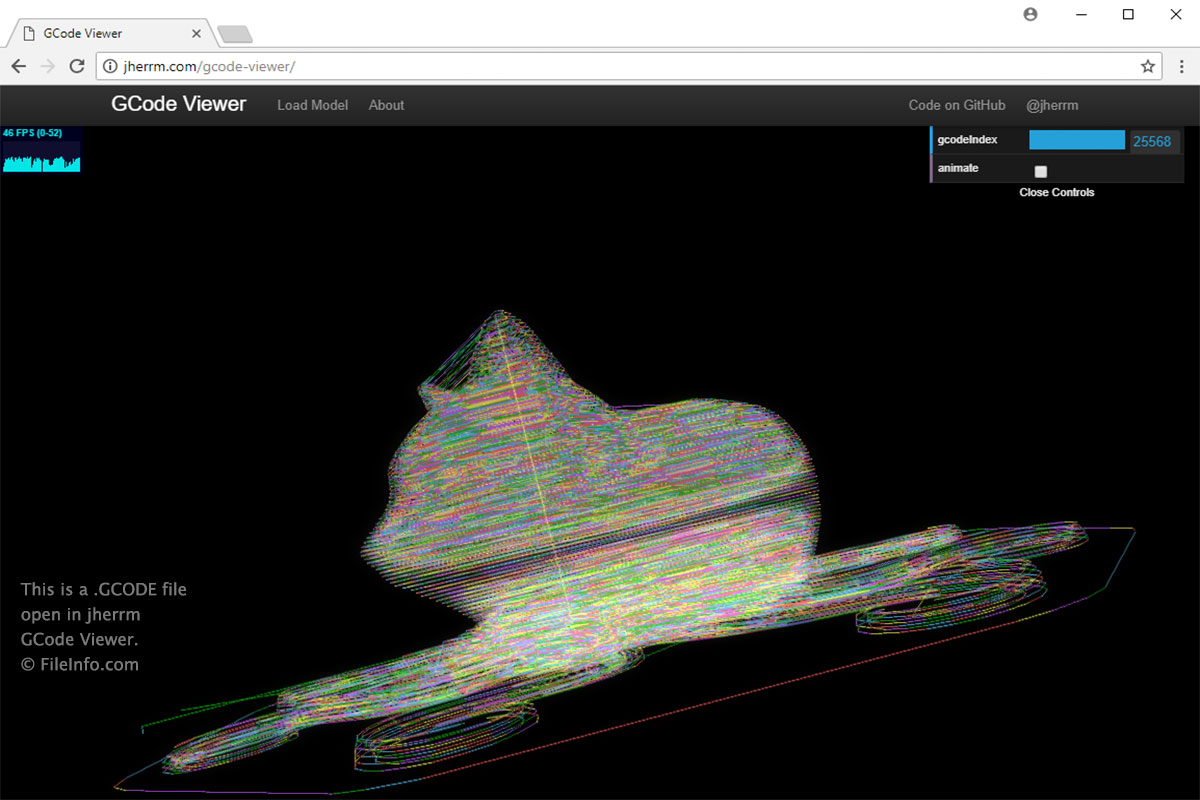 GCode Viewer
jherrm.com/gcode-viewer/
GCode Viewer Load Model About Code on GitHub @jherrm
46 FPS (0-52)
gcodeIndex 25568
animate
Close Controls
This is a .GCODE file
open in jherrm
GCode Viewer.
© FileInfo.com